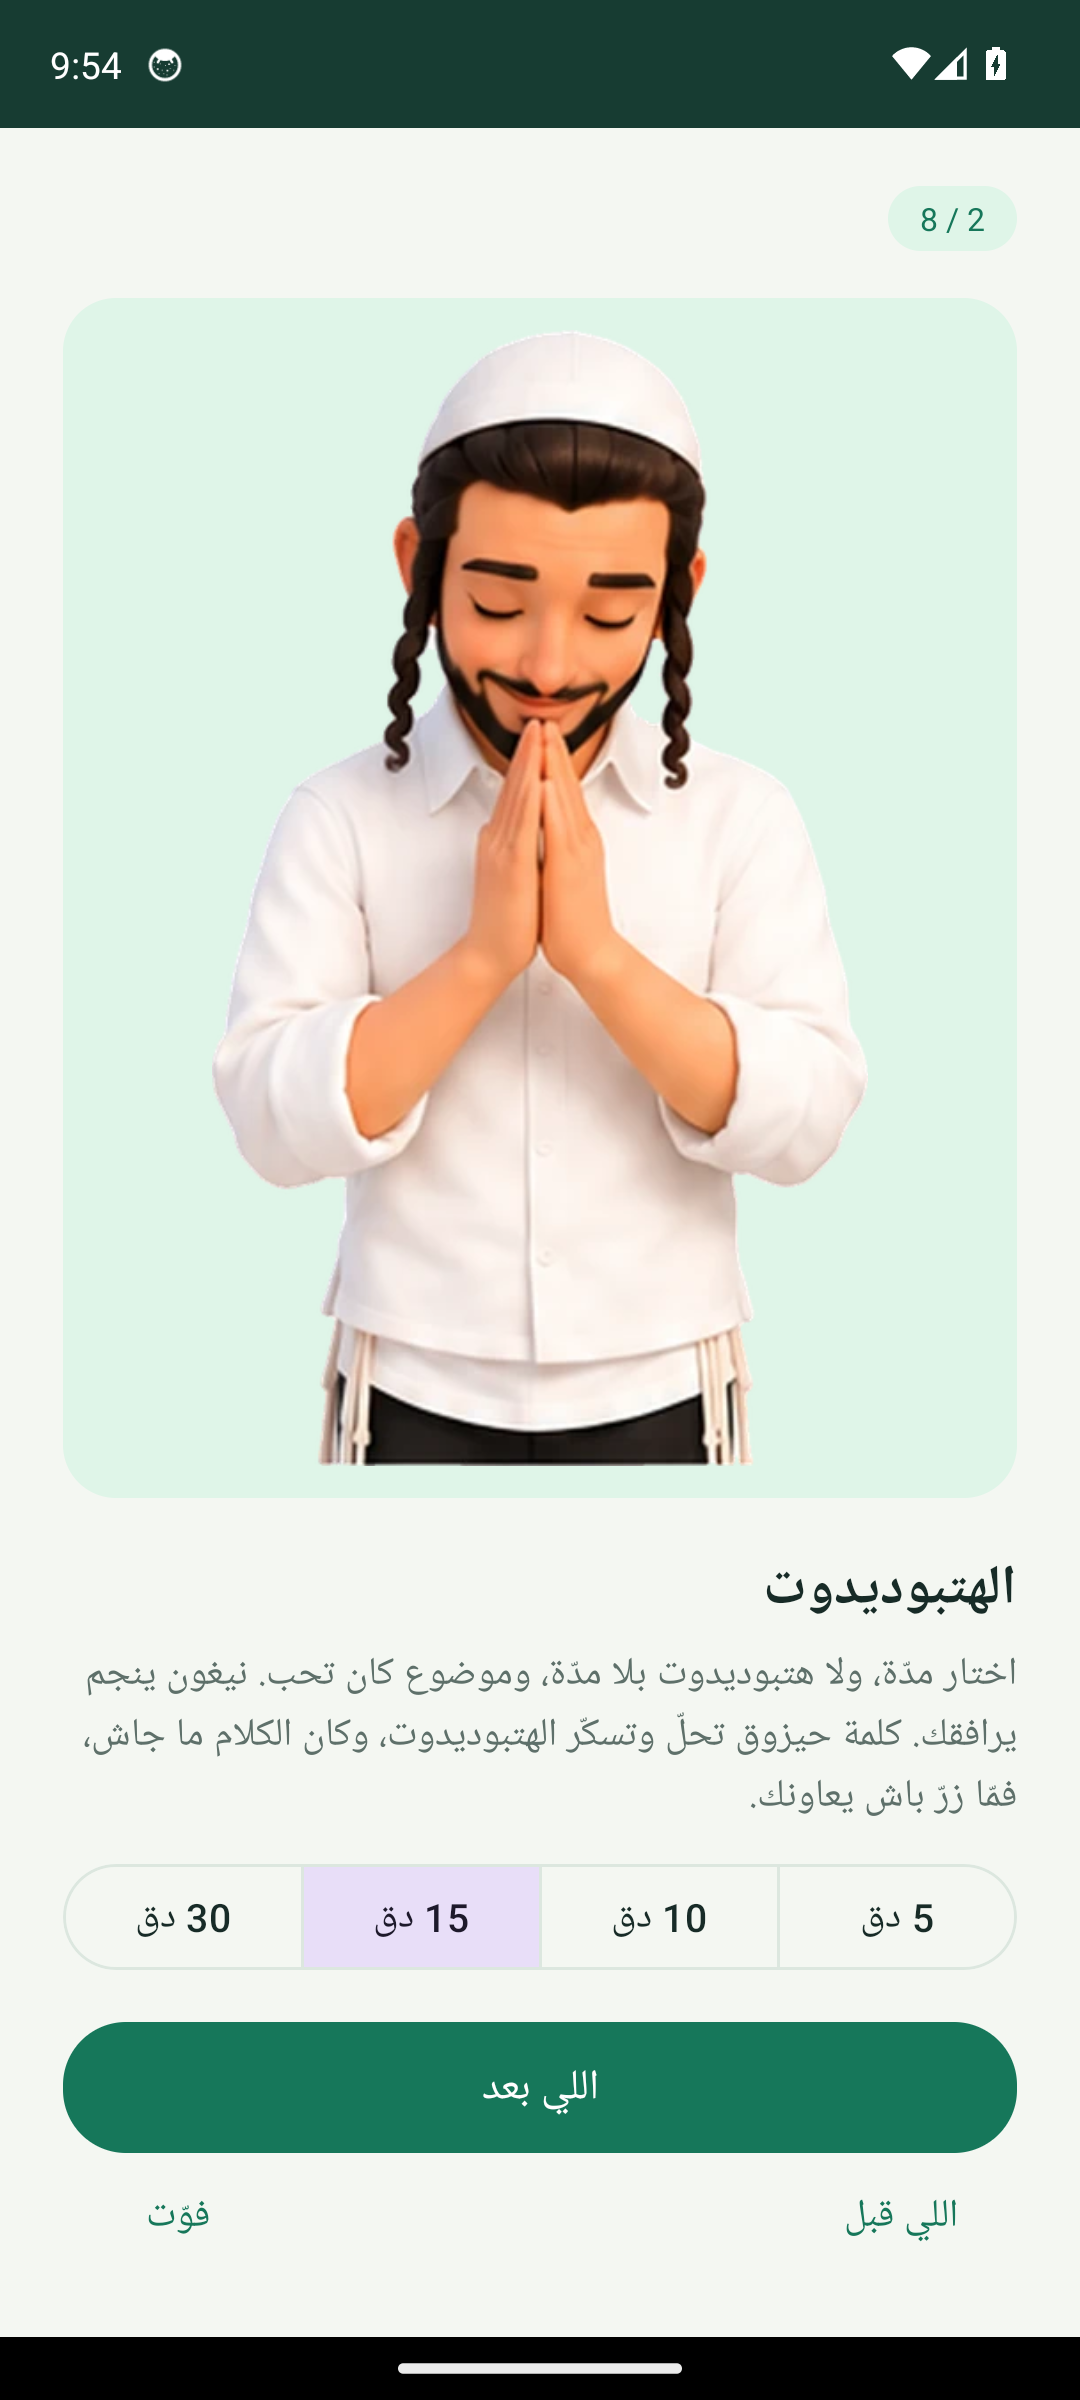 9:54
8 / 2
الهتبوديدوت
اختار مدّة، ولا هتبوديدوت بلا مدّة، وموضوع كان تحب. نيغون ينجم
يرافقك. كلمة حيزوق تحلّ وتسكّر الهتبوديدوت، وكان الكلام ما جاش،
فمّا زرّ باش يعاونك.
5 دق
10 دق
15 دق
30 دق
اللي بعد
اللي قبل
فوّت